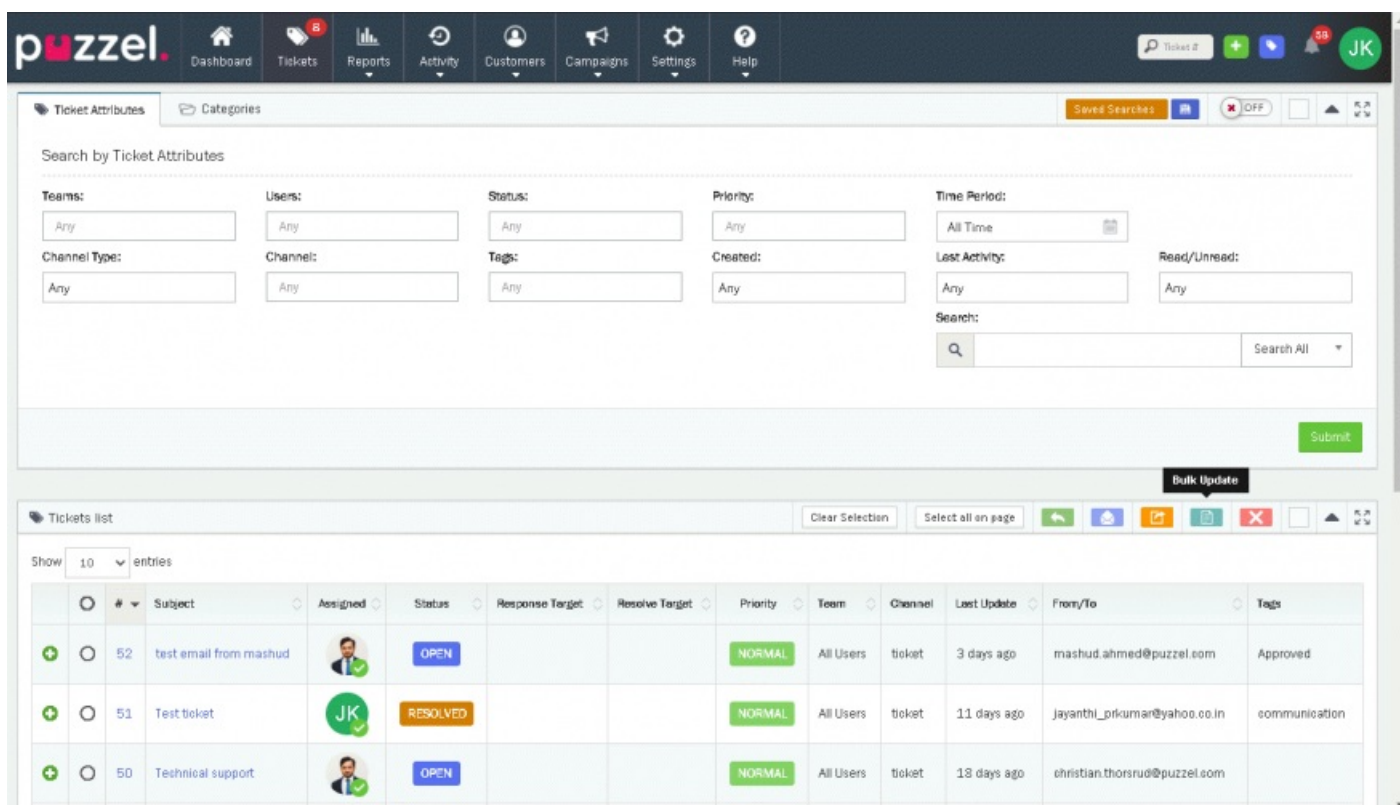 puzzel.
Dashboard
8
Tickets
Reports
Activity
Customers
Campaigns
Settings
Help
Ticket #
59
JK
Ticket Attributes
Categories
Saved Searches
OFF
Search by Ticket Attributes
Teams: Users: Status: Priority: Time Period:
Any Any Any Any All Time
Channel Type: Channel: Tags: Created: Last Activity: Read/Unread:
Any Any Any Any Any Any
Search:
Search All
Submit
Bulk Update
Tickets list Clear Selection Select all on page
Show 10 entries
# Subject Assigned Status Response Target Resolve Target Priority Team Channel Last Update From/To Tags
52 test email from mashud OPEN NORMAL All Users ticket 3 days ago mashud.ahmed@puzzel.com Approved
51 Test ticket JK RESOLVED NORMAL All Users ticket 11 days ago jayanthi_prkumar@yahoo.co.in communication
50 Technical support OPEN NORMAL All Users ticket 18 days ago christian.thorsrud@puzzel.com